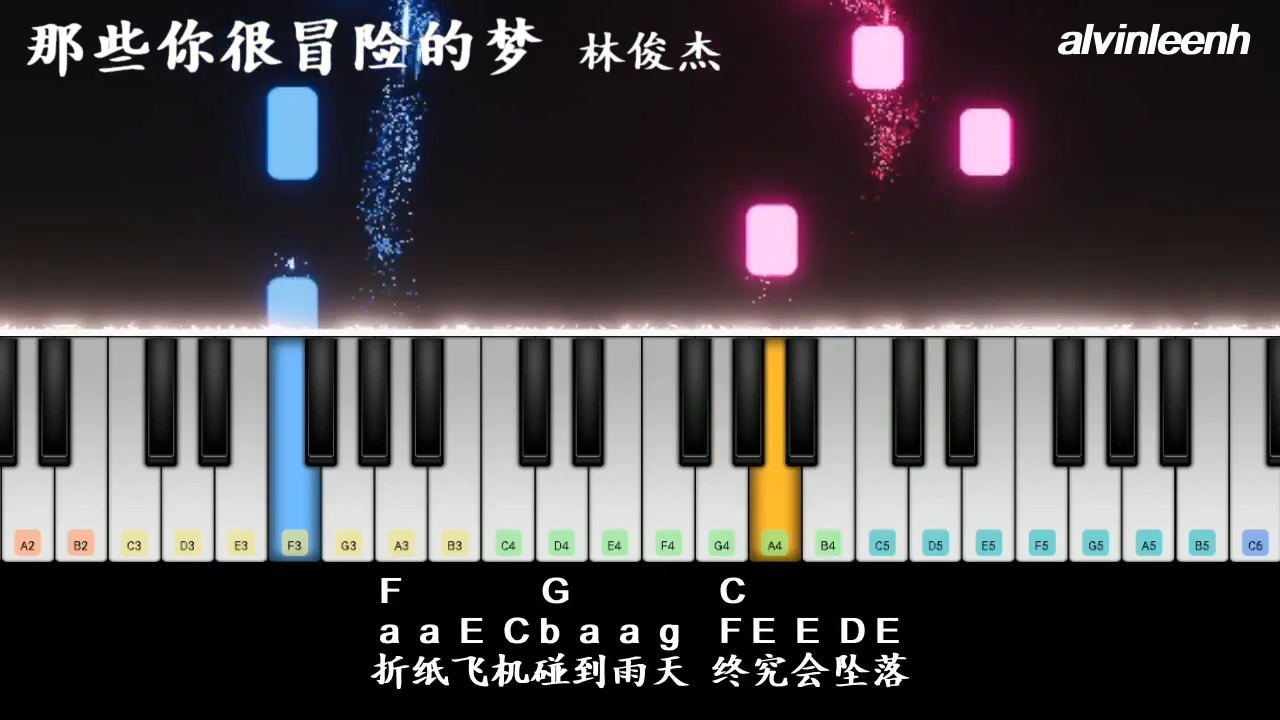 那些你很冒险的梦 林俊杰
alvinleenh
A2 B2 C3 D3 E3 F3 G3 A3 B3 C4 D4 E4 F4 G4 A4 B4 C5 D5 E5 F5 G5 A5 B5 C6
F G C
a a E C b a a g F E E D E
折纸飞机碰到雨天 终究会坠落